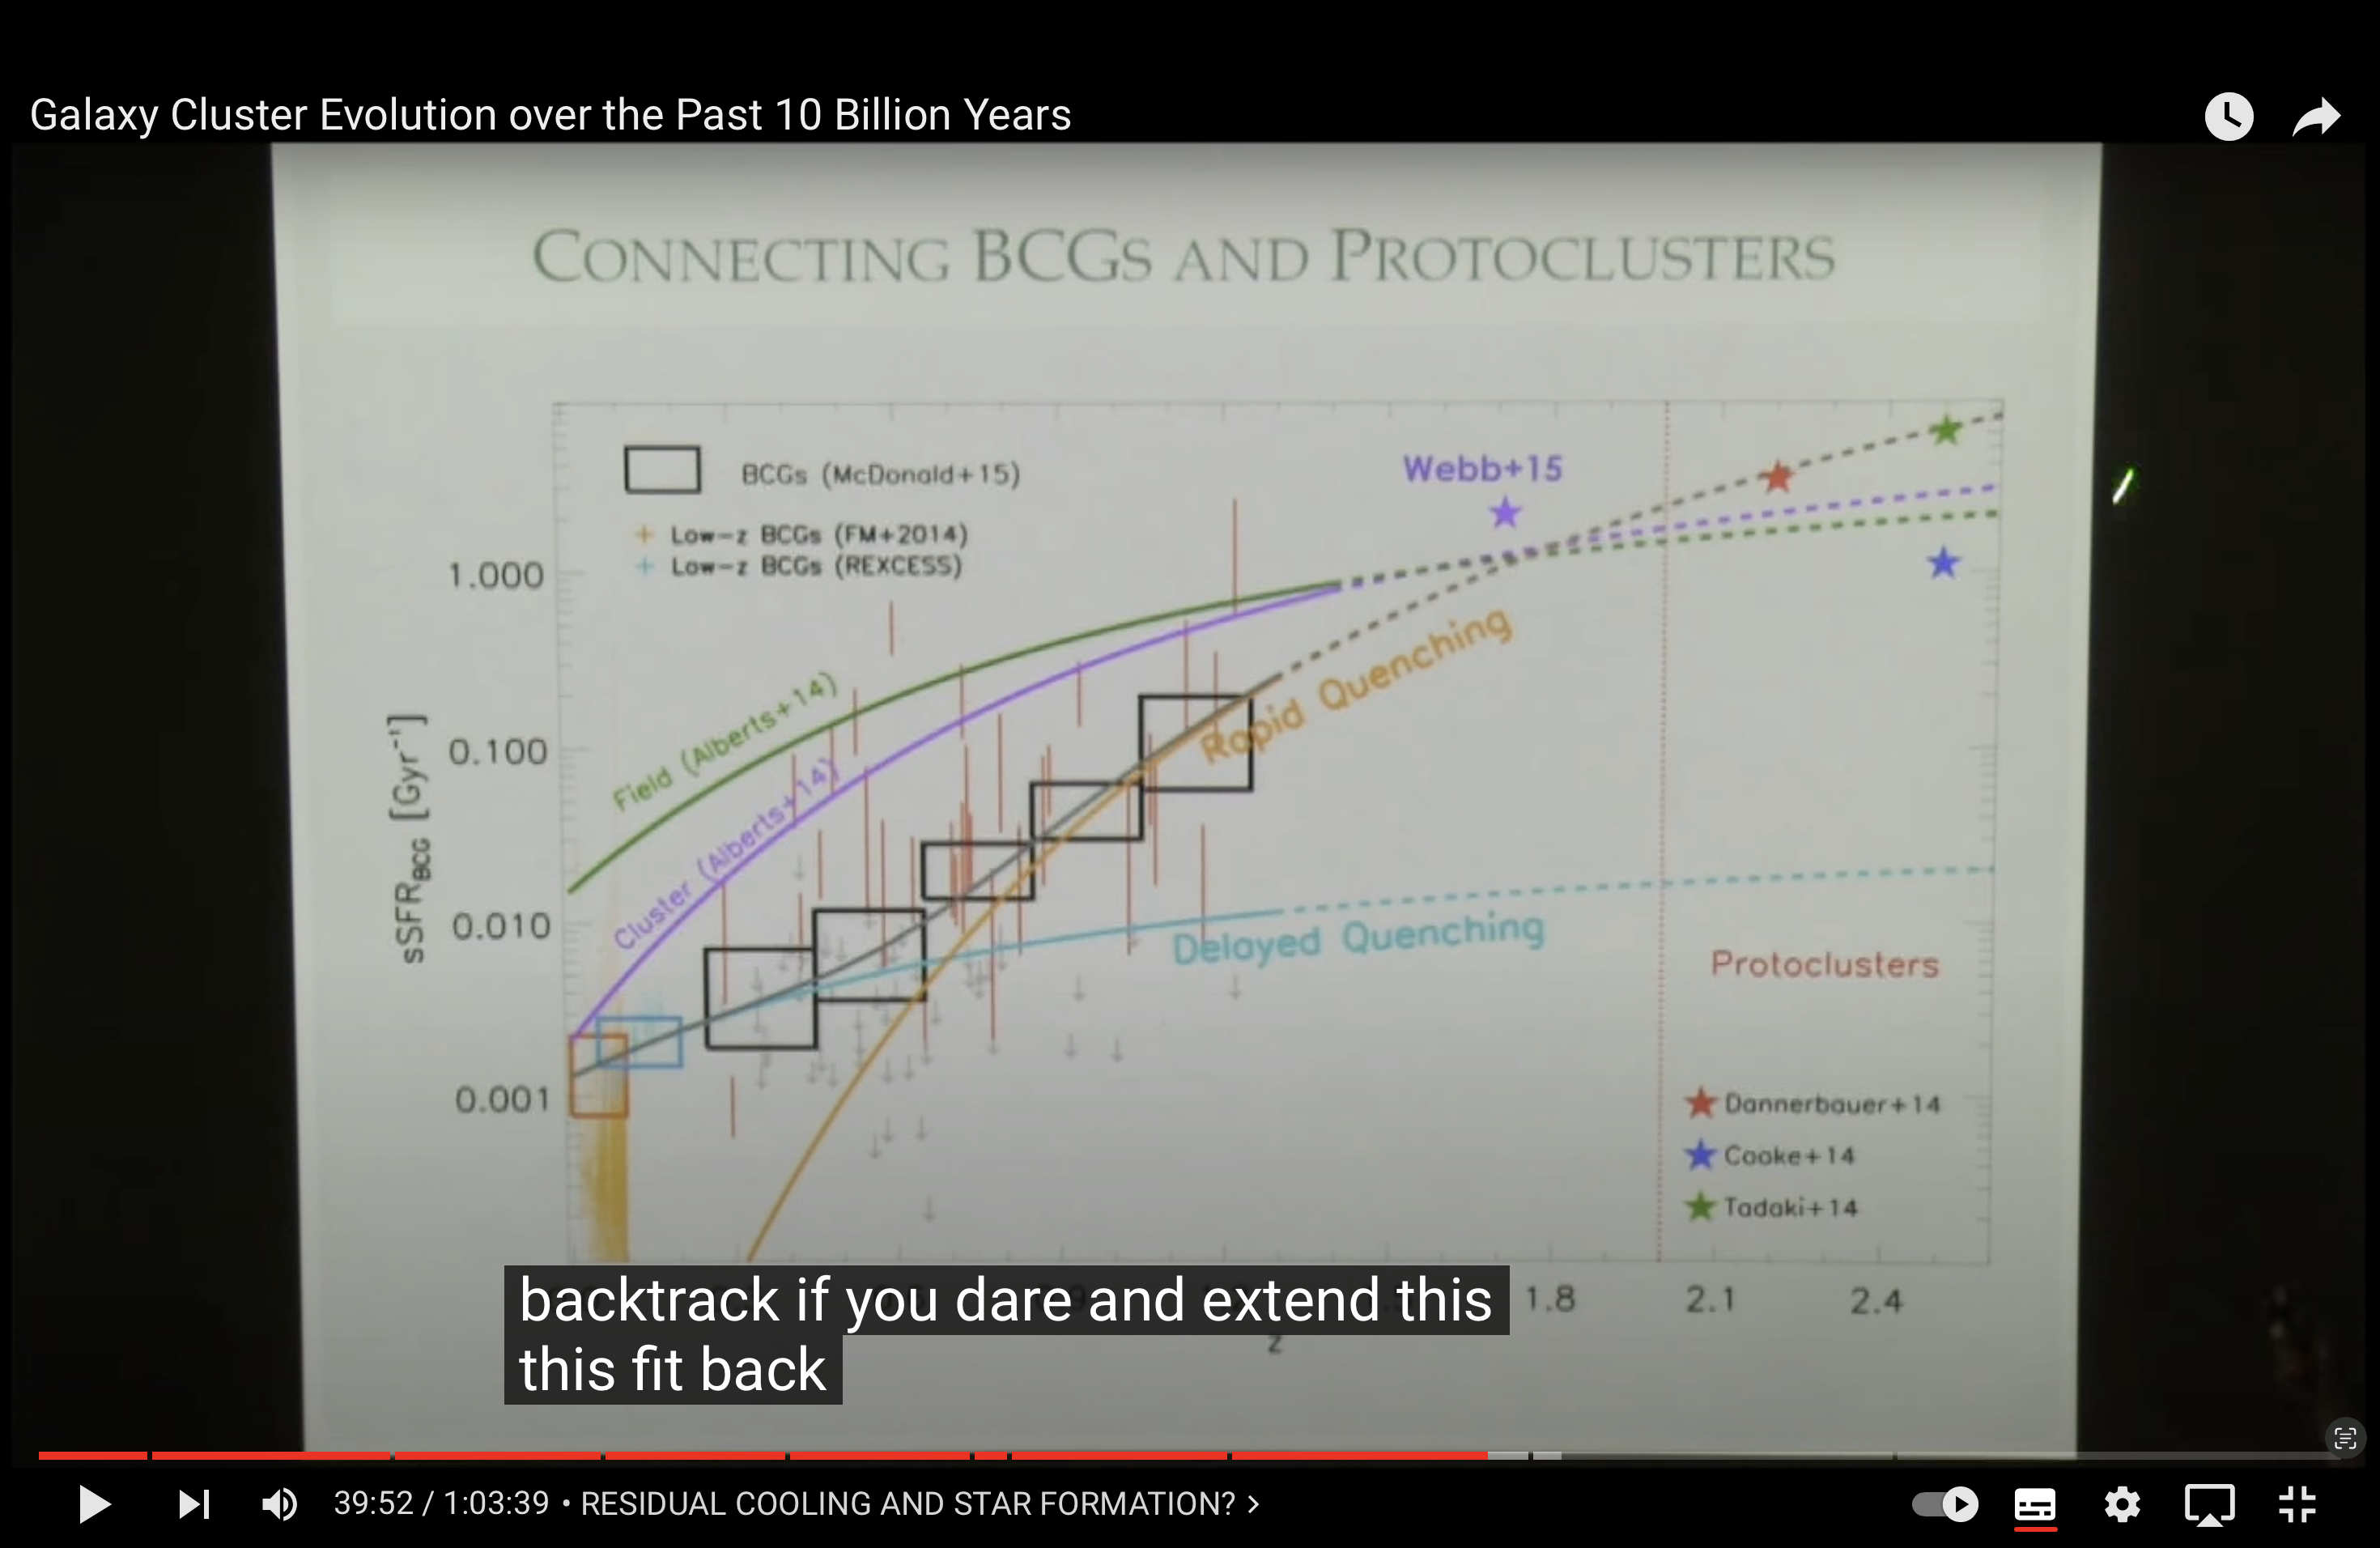 Galaxy Cluster Evolution over the Past 10 Billion Years
CONNECTING BCGS AND PROTOCLUSTERS
BCGs (McDonald+15)
Low-z BCGs (FM+2014)
Low-z BCGs (REXCESS)
Webb+15
1.000
0.100
0.010
0.001
sSFR_BCG [Gyr⁻¹]
Field (Alberts+14)
Cluster (Alberts+14)
Rapid Quenching
Delayed Quenching
Protoclusters
Dannerbauer+14
Cooke+14
Tadaki+14
1.8 2.1 2.4
z
backtrack if you dare and extend this
this fit back
39:52 / 1:03:39 • RESIDUAL COOLING AND STAR FORMATION?